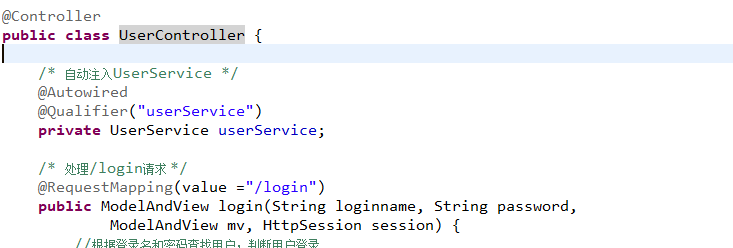 @Controller
public class UserController {
/* 自动注入UserService */
@Autowired
@Qualifier("userService")
private UserService userService;
/* 处理/login请求 */
@RequestMapping(value ="/login")
public ModelAndView login(String loginname, String password,
ModelAndView mv, HttpSession session) {
//根据登录名和密码查找用户，判断用户登录